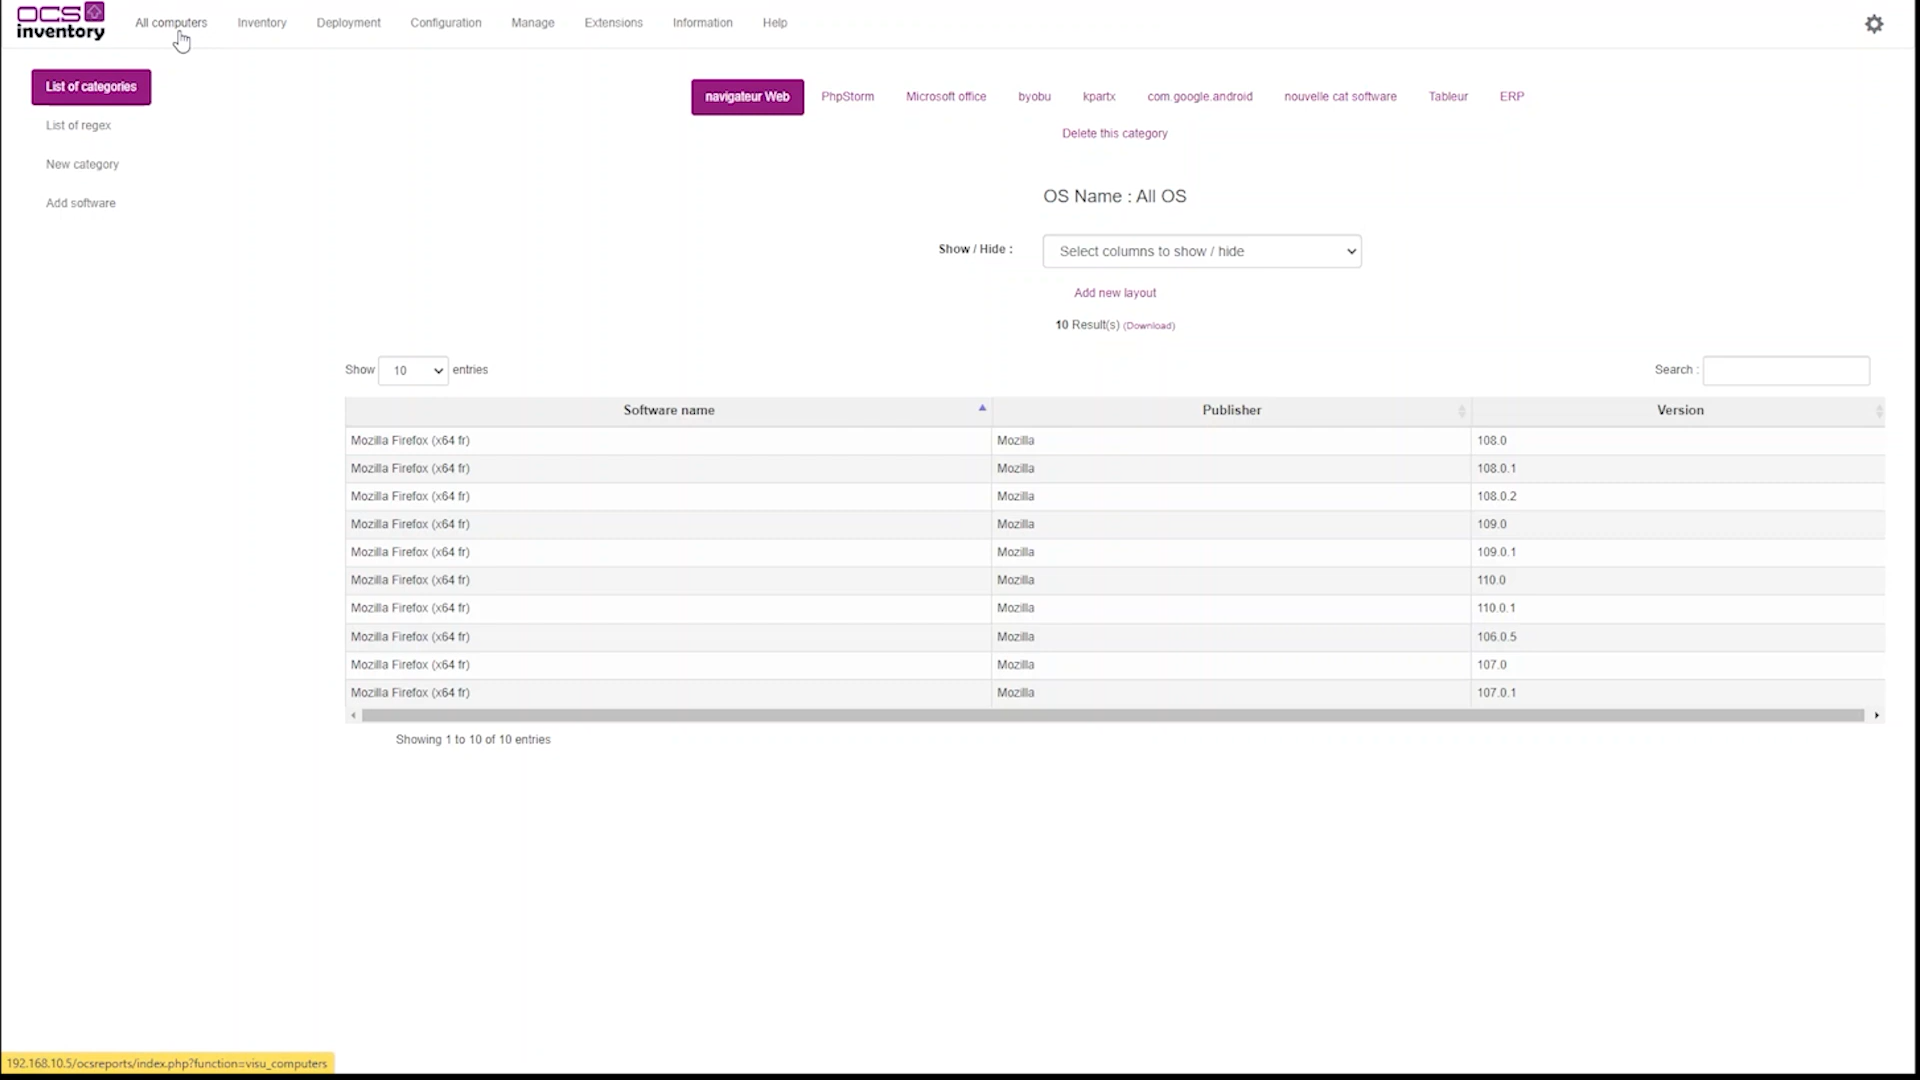 OCS inventory
All computers Inventory Deployment Configuration Manage Extensions Information Help
List of categories
List of regex
New category
Add software
navigateur Web PhpStorm Microsoft office byobu kpartx com.google.android nouvelle cat software Tableur ERP
Delete this category
OS Name : All OS
Show / Hide : Select columns to show / hide
Add new layout
10 Result(s) (Download)
Show 10 entries Search :
Software name Publisher Version
Mozilla Firefox (x64 fr) Mozilla 108.0
Mozilla Firefox (x64 fr) Mozilla 108.0.1
Mozilla Firefox (x64 fr) Mozilla 108.0.2
Mozilla Firefox (x64 fr) Mozilla 109.0
Mozilla Firefox (x64 fr) Mozilla 109.0.1
Mozilla Firefox (x64 fr) Mozilla 110.0
Mozilla Firefox (x64 fr) Mozilla 110.0.1
Mozilla Firefox (x64 fr) Mozilla 106.0.5
Mozilla Firefox (x64 fr) Mozilla 107.0
Mozilla Firefox (x64 fr) Mozilla 107.0.1
Showing 1 to 10 of 10 entries
192.168.10.5/ocsreports/index.php?function=visu_computers